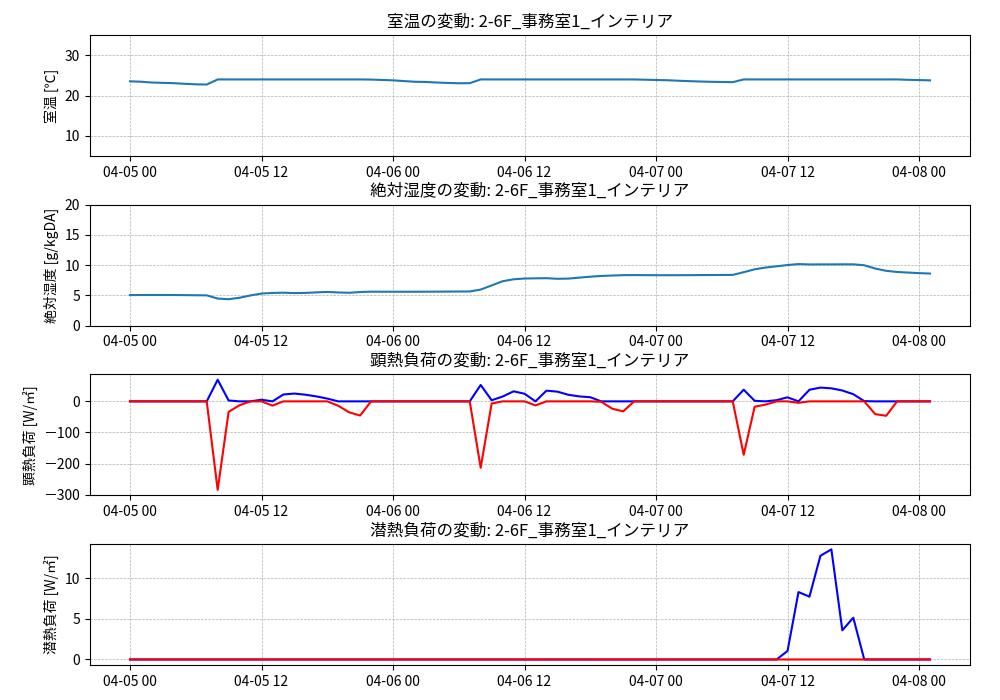 室温の変動: 2-6F_事務室1_インテリア
室温 [℃]
30
20
10
04-05 00 04-05 12 04-06 00 04-06 12 04-07 00 04-07 12 04-08 00
絶対湿度の変動: 2-6F_事務室1_インテリア
絶対湿度 [g/kgDA]
20
15
10
5
0
04-05 00 04-05 12 04-06 00 04-06 12 04-07 00 04-07 12 04-08 00
顕熱負荷の変動: 2-6F_事務室1_インテリア
顕熱負荷 [W/㎡]
0
−100
−200
−300
04-05 00 04-05 12 04-06 00 04-06 12 04-07 00 04-07 12 04-08 00
潜熱負荷の変動: 2-6F_事務室1_インテリア
潜熱負荷 [W/㎡]
10
5
0
04-05 00 04-05 12 04-06 00 04-06 12 04-07 00 04-07 12 04-08 00